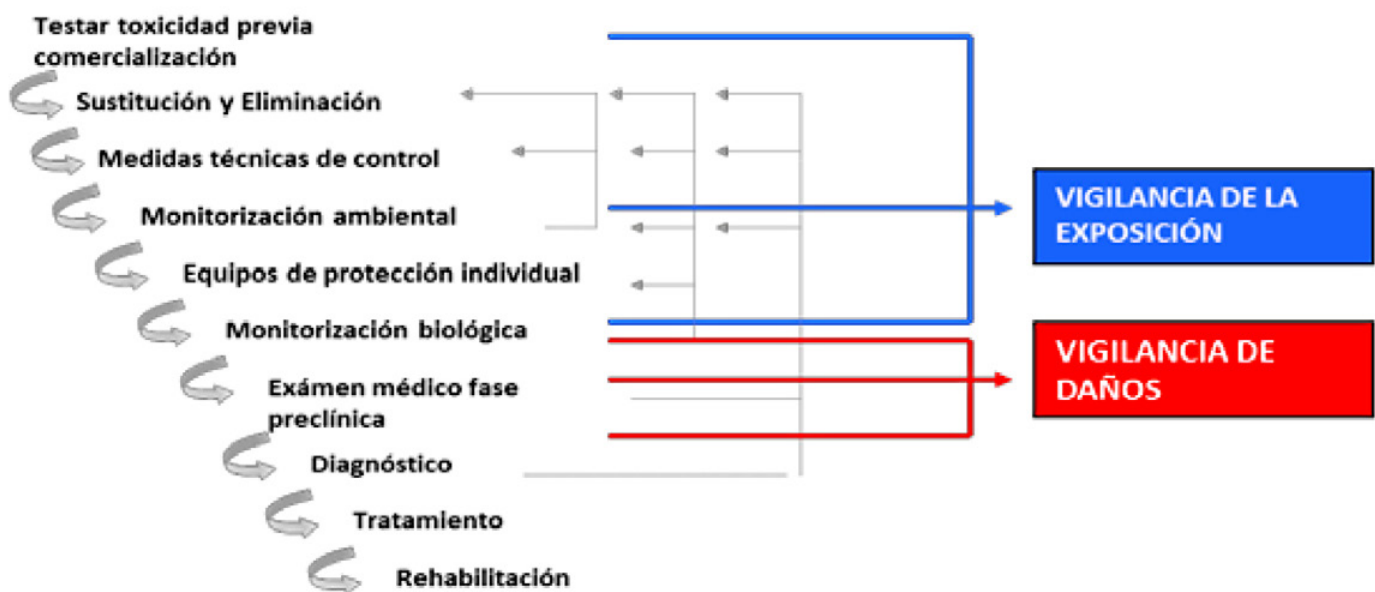 Testar toxicidad previa
comercialización
Sustitución y Eliminación
Medidas técnicas de control
Monitorización ambiental
Equipos de protección individual
Monitorización biológica
Exámen médico fase
preclínica
Diagnóstico
Tratamiento
Rehabilitación
VIGILANCIA DE LA
EXPOSICIÓN
VIGILANCIA DE
DAÑOS